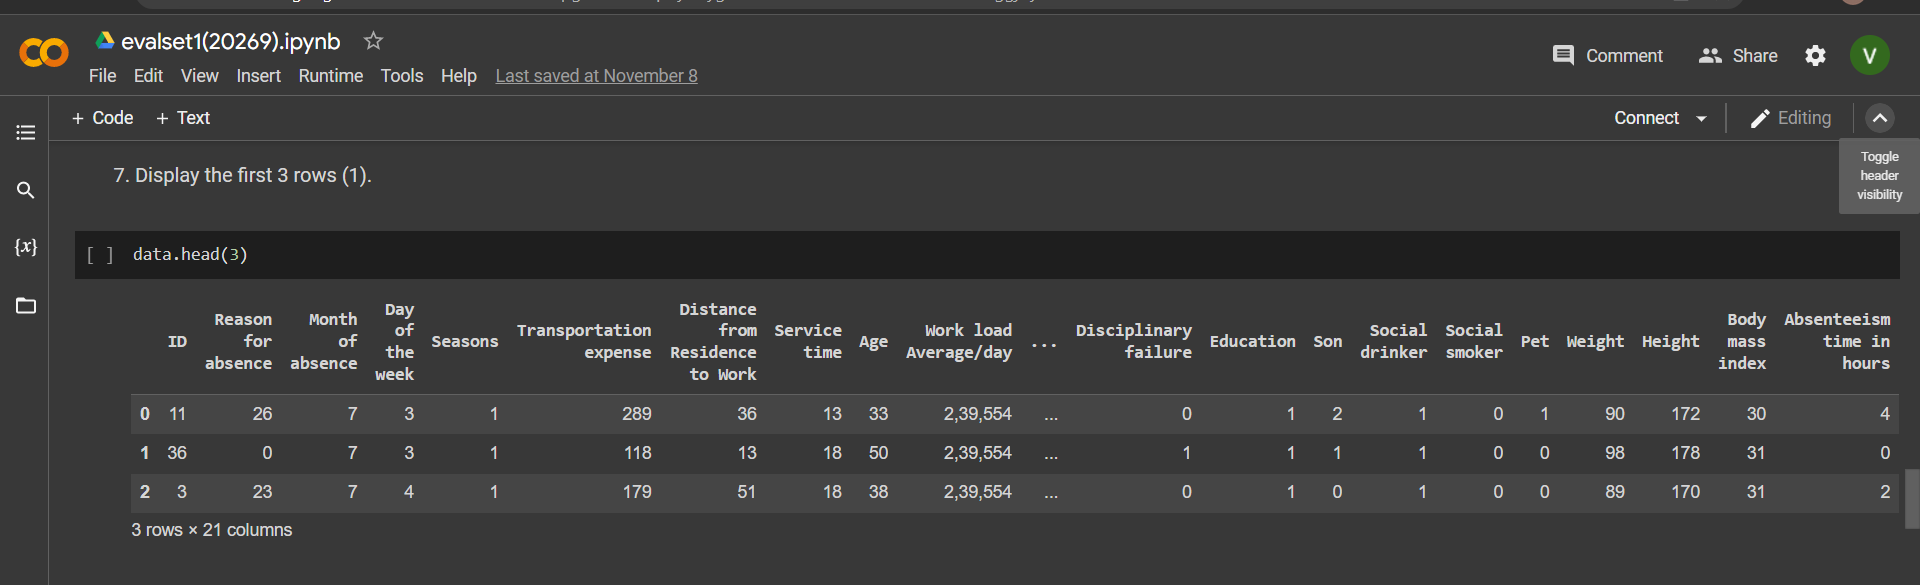 evalset1(20269).ipynb
File Edit View Insert Runtime Tools Help Last saved at November 8
Comment Share V
+ Code + Text Connect Editing
Toggle
header
visibility
7. Display the first 3 rows (1).
{x}
[ ] data.head(3)
ID Reason for absence Month of absence Day of the week Seasons Transportation expense Distance from Residence to Work Service time Age Work load Average/day ... Disciplinary failure Education Son Social drinker Social smoker Pet Weight Height Body mass index Absenteeism time in hours
0 11 26 7 3 1 289 36 13 33 2,39,554 ... 0 1 2 1 0 1 90 172 30 4
1 36 0 7 3 1 118 13 18 50 2,39,554 ... 1 1 1 1 0 0 98 178 31 0
2 3 23 7 4 1 179 51 18 38 2,39,554 ... 0 1 0 1 0 0 89 170 31 2
3 rows × 21 columns